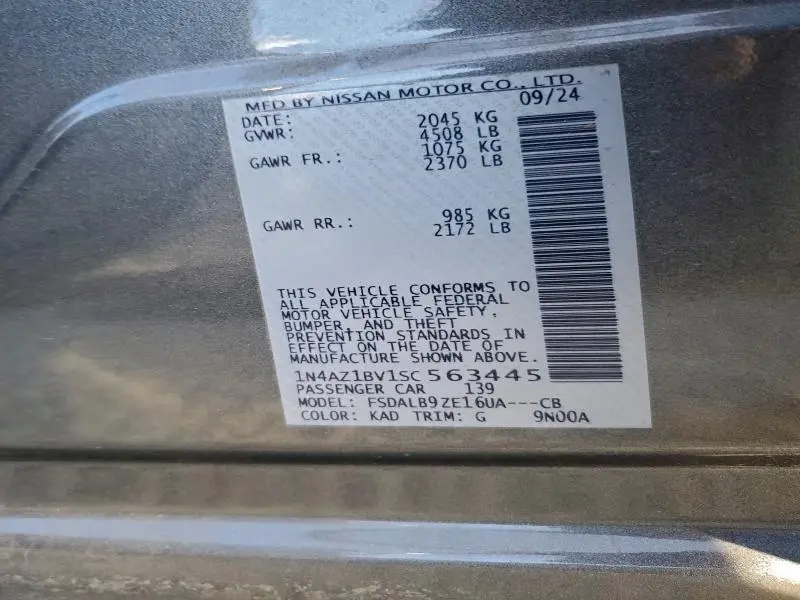 MFD BY NISSAN MOTOR CO., LTD.
DATE: 09/24
GVWR: 2045 KG
4508 LB
GAWR FR.: 1075 KG
2370 LB
GAWR RR.: 985 KG
2172 LB
THIS VEHICLE CONFORMS TO
ALL APPLICABLE FEDERAL
MOTOR VEHICLE SAFETY,
BUMPER, AND THEFT
PREVENTION STANDARDS IN
EFFECT ON THE DATE OF
MANUFACTURE SHOWN ABOVE.
1N4AZ1BV1SC563445
PASSENGER CAR 139
MODEL: FSDALB9ZE16UA---CB
COLOR: KAD TRIM: G 9N00A